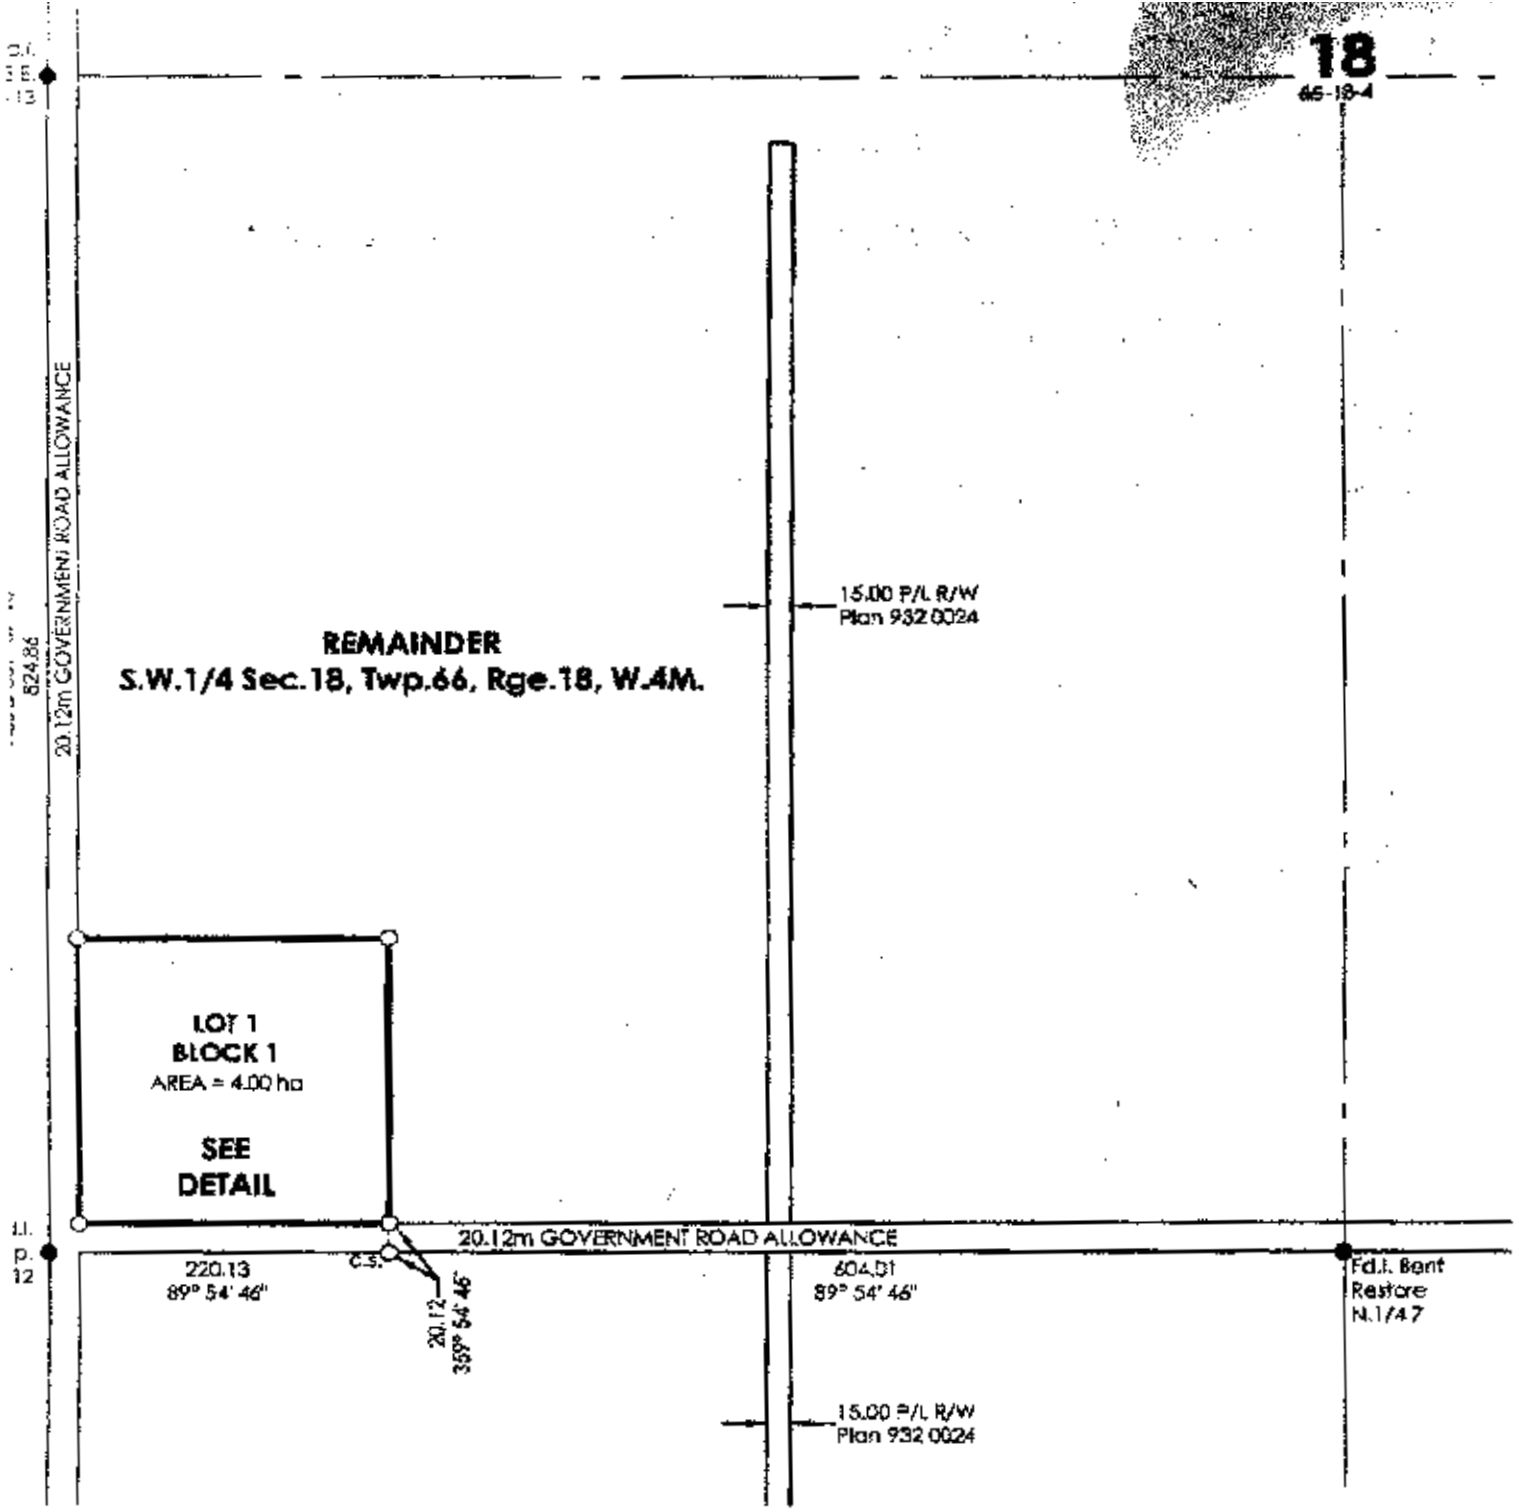 18
66-18-4
824.86
20.12m GOVERNMENT ROAD ALLOWANCE
15.00 P/L R/W
Plan 932 0024
REMAINDER
S.W.1/4 Sec.18, Twp.66, Rge.18, W.4M.
LOT 1
BLOCK 1
AREA = 4.00 ha
SEE
DETAIL
20.12m GOVERNMENT ROAD ALLOWANCE
p.
12
c.s.
220.13
89° 54' 46"
20.12
359° 54' 46"
604.01
89° 54' 46"
Fd.I. Bent
Restore
N.1/4 7
15.00 P/L R/W
Plan 932 0024